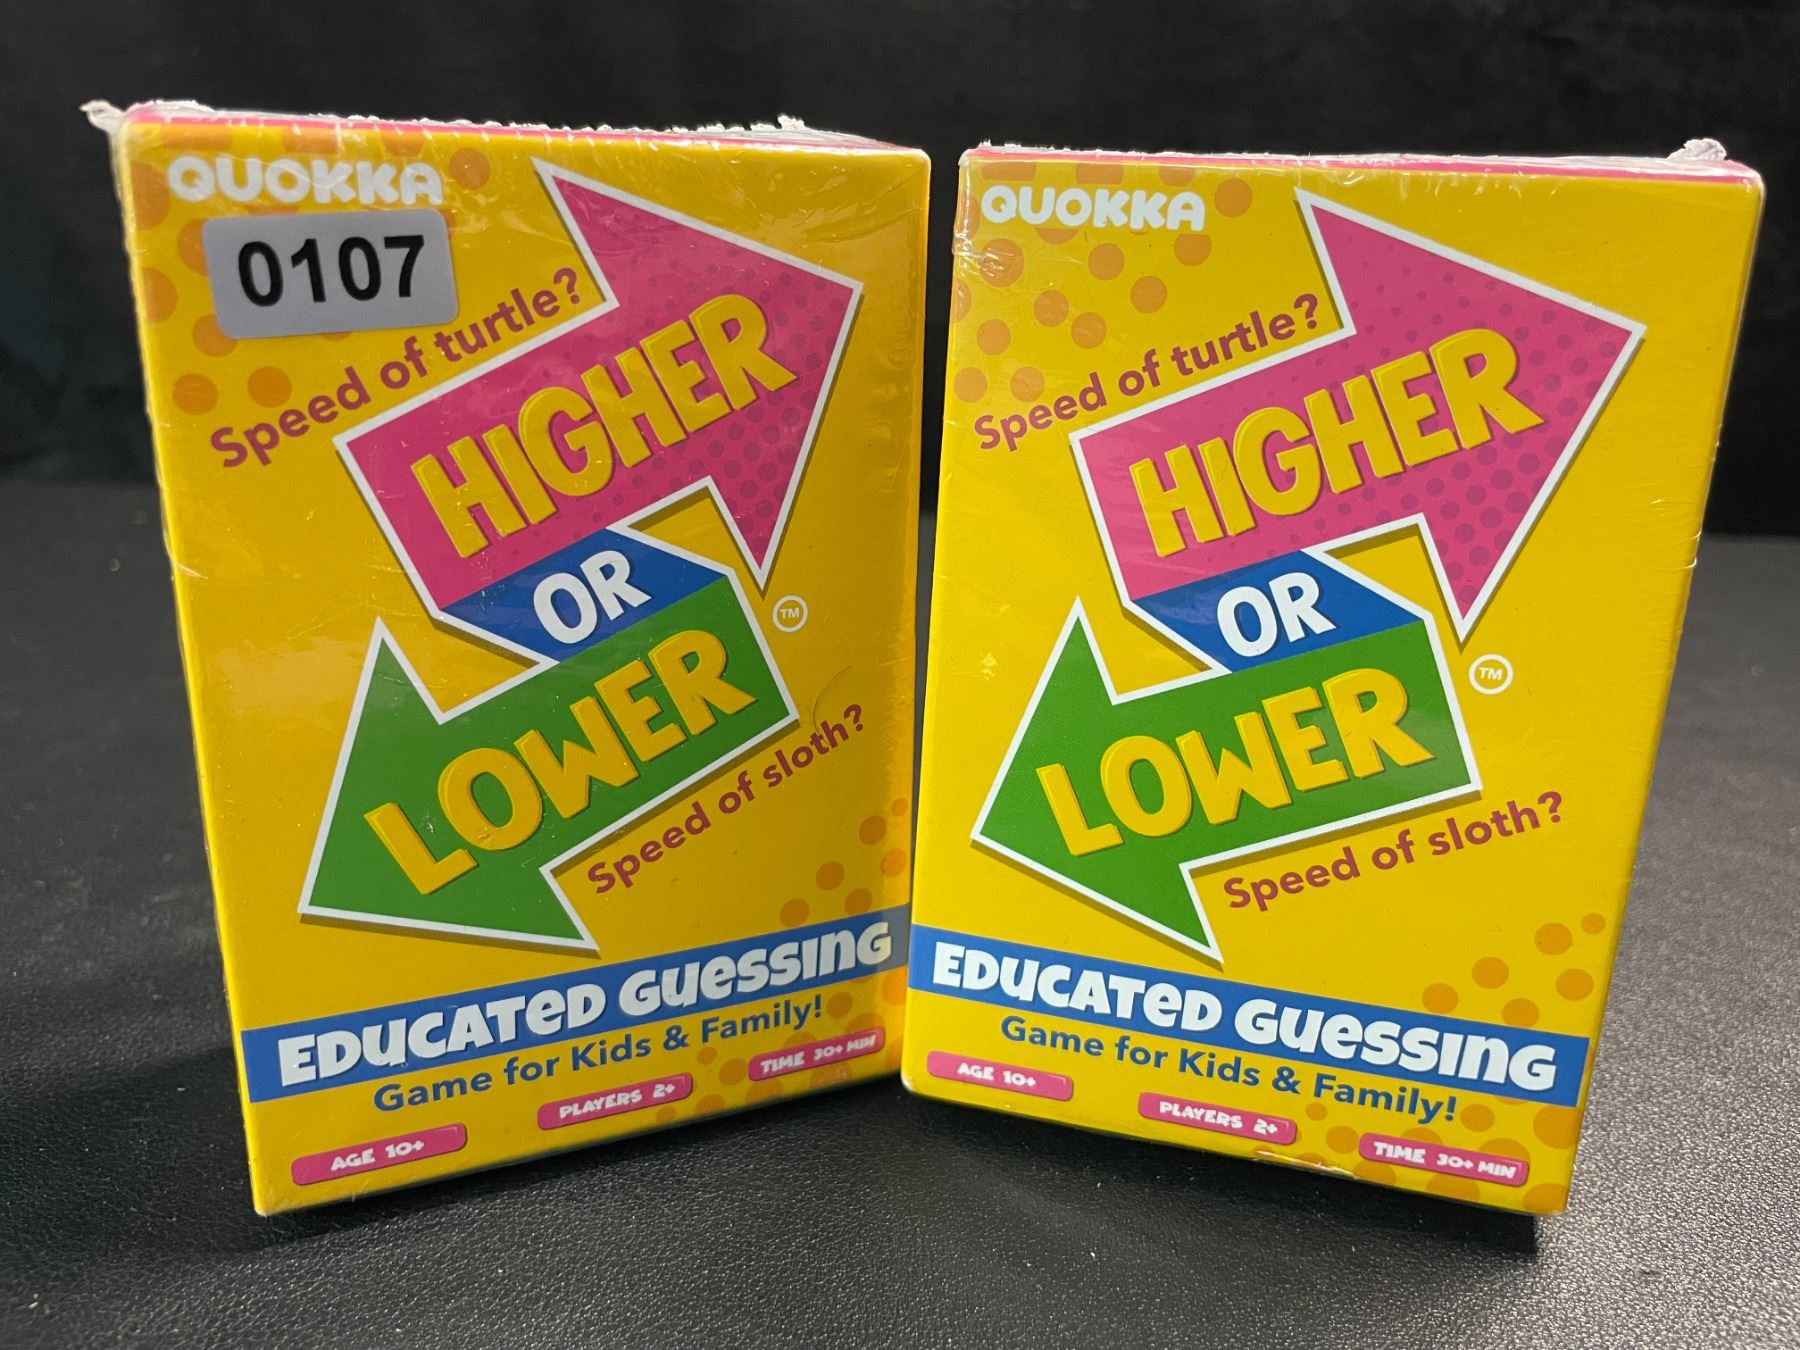 QUOKKA
0107
Speed of turtle?
HIGHER
OR
LOWER
TM
Speed of sloth?
EDUCATED GUESSING
Game for Kids & Family!
AGE 10+
PLAYERS 2+
TIME 30+ MIN
QUOKKA
Speed of turtle?
HIGHER
OR
LOWER
TM
Speed of sloth?
EDUCATED GUESSING
Game for Kids & Family!
AGE 10+
PLAYERS 2+
TIME 30+ MIN